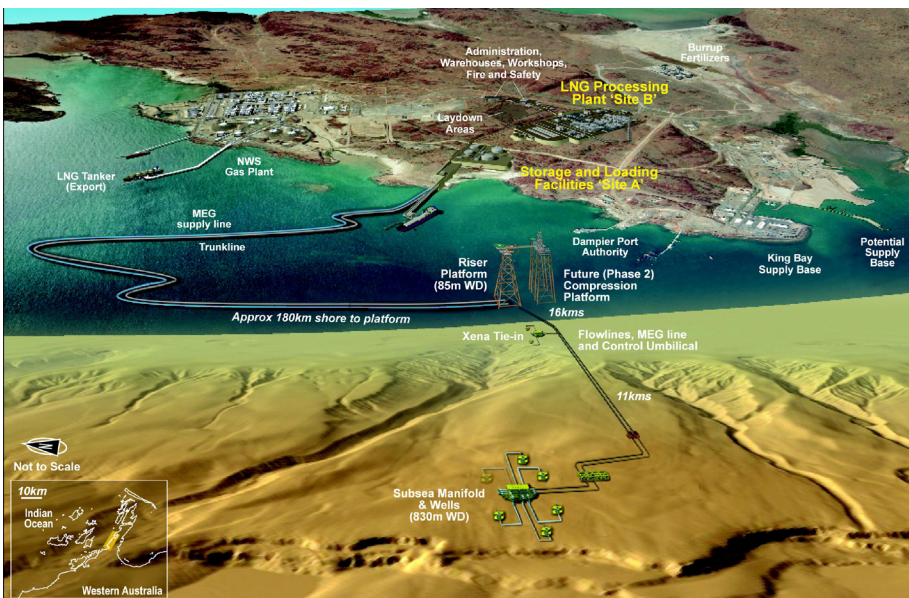 Administration,
Warehouses, Workshops,
Fire and Safety
Burrup
Fertilizers
LNG Processing
Plant ‘Site B’
Laydown
Areas
NWS
Gas Plant
LNG Tanker
(Export)
Storage and Loading
Facilities ‘Site A’
MEG
supply line
Trunkline
Dampier Port
Authority
King Bay
Supply Base
Potential
Supply
Base
Riser
Platform
(85m WD)
Future (Phase 2)
Compression
Platform
16kms
Approx 180km shore to platform
Xena Tie-in
Flowlines, MEG line
and Control Umbilical
11kms
N
Not to Scale
Subsea Manifold
& Wells
(830m WD)
10km
Indian
Ocean
Western Australia